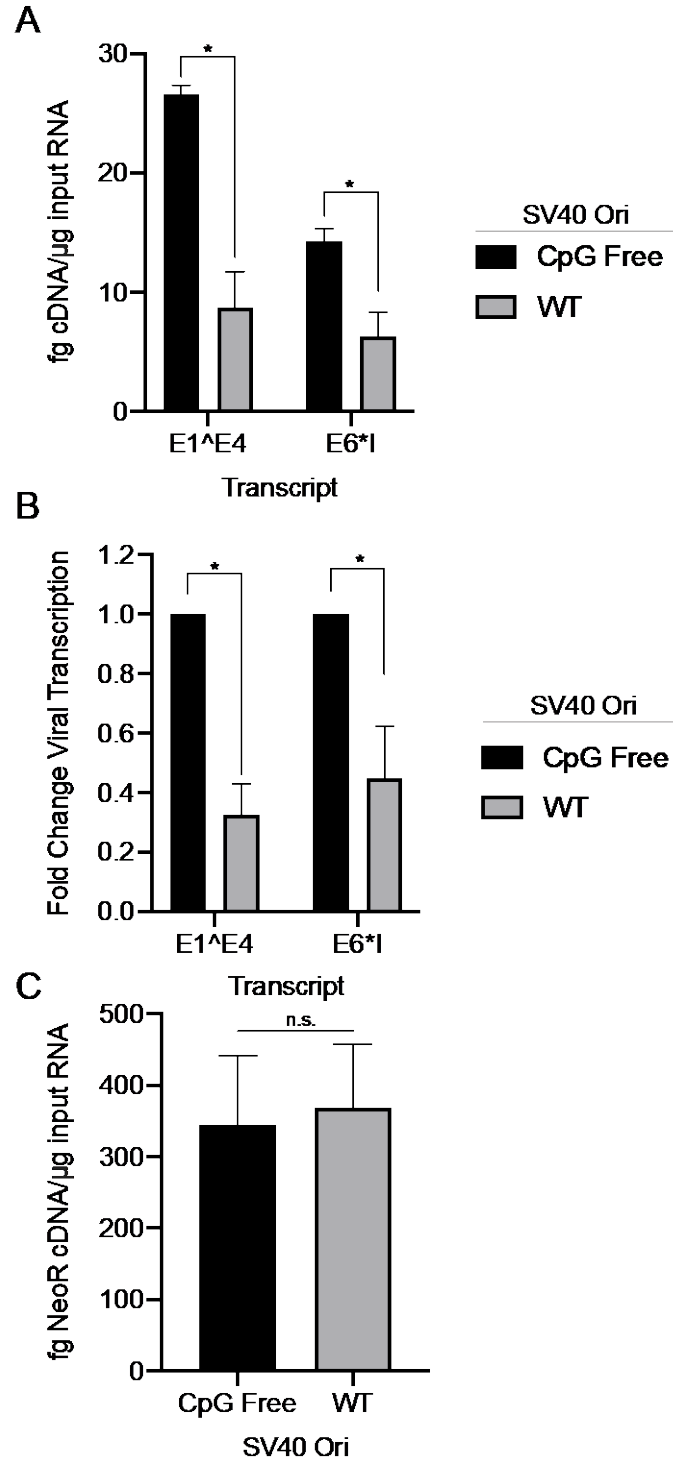 A
fg cDNA/µg input RNA
30
20
10
0
*
*
E1^E4
E6*I
Transcript
SV40 Ori
CpG Free
WT
B
Fold Change Viral Transcription
1.2
1.0
0.8
0.6
0.4
0.2
0.0
*
*
E1^E4
E6*I
Transcript
SV40 Ori
CpG Free
WT
C
fg NeoR cDNA/µg input RNA
500
400
300
200
100
0
n.s.
CpG Free
WT
SV40 Ori